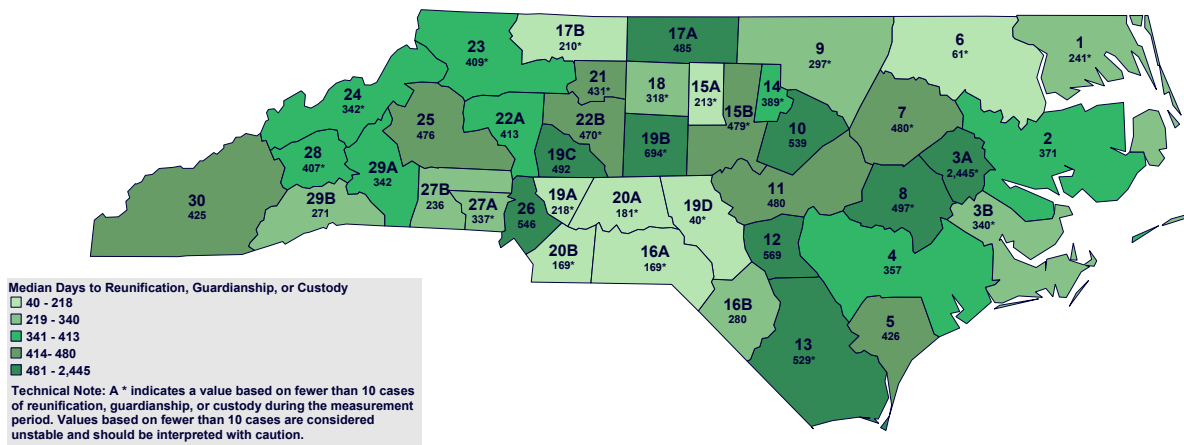 17B
210*
17A
485
23
409*
9
297*
6
61*
1
241*
21
431*
18
318*
15A
213*
14
389*
24
342*
15B
479*
7
480*
25
476
22A
413
22B
470*
10
539
2
371
19B
694*
28
407*
29A
342
19C
492
3A
2,445*
30
425
29B
271
27B
236
27A
337*
26
546
19A
218*
20A
181*
19D
40*
11
480
8
497*
3B
340*
12
569
20B
169*
16A
169*
4
357
16B
280
5
426
13
529*
Median Days to Reunification, Guardianship, or Custody
40 - 218
219 - 340
341 - 413
414- 480
481 - 2,445
Technical Note: A * indicates a value based on fewer than 10 cases
of reunification, guardianship, or custody during the measurement
period. Values based on fewer than 10 cases are considered
unstable and should be interpreted with caution.